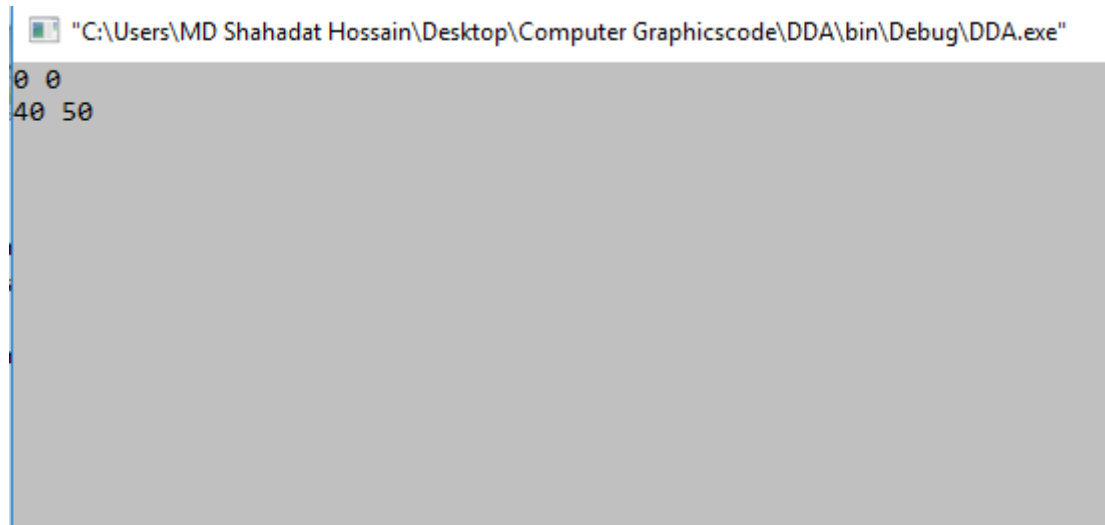 "C:\Users\MD Shahadat Hossain\Desktop\Computer Graphicscode\DDA\bin\Debug\DDA.exe"
0 0
40 50